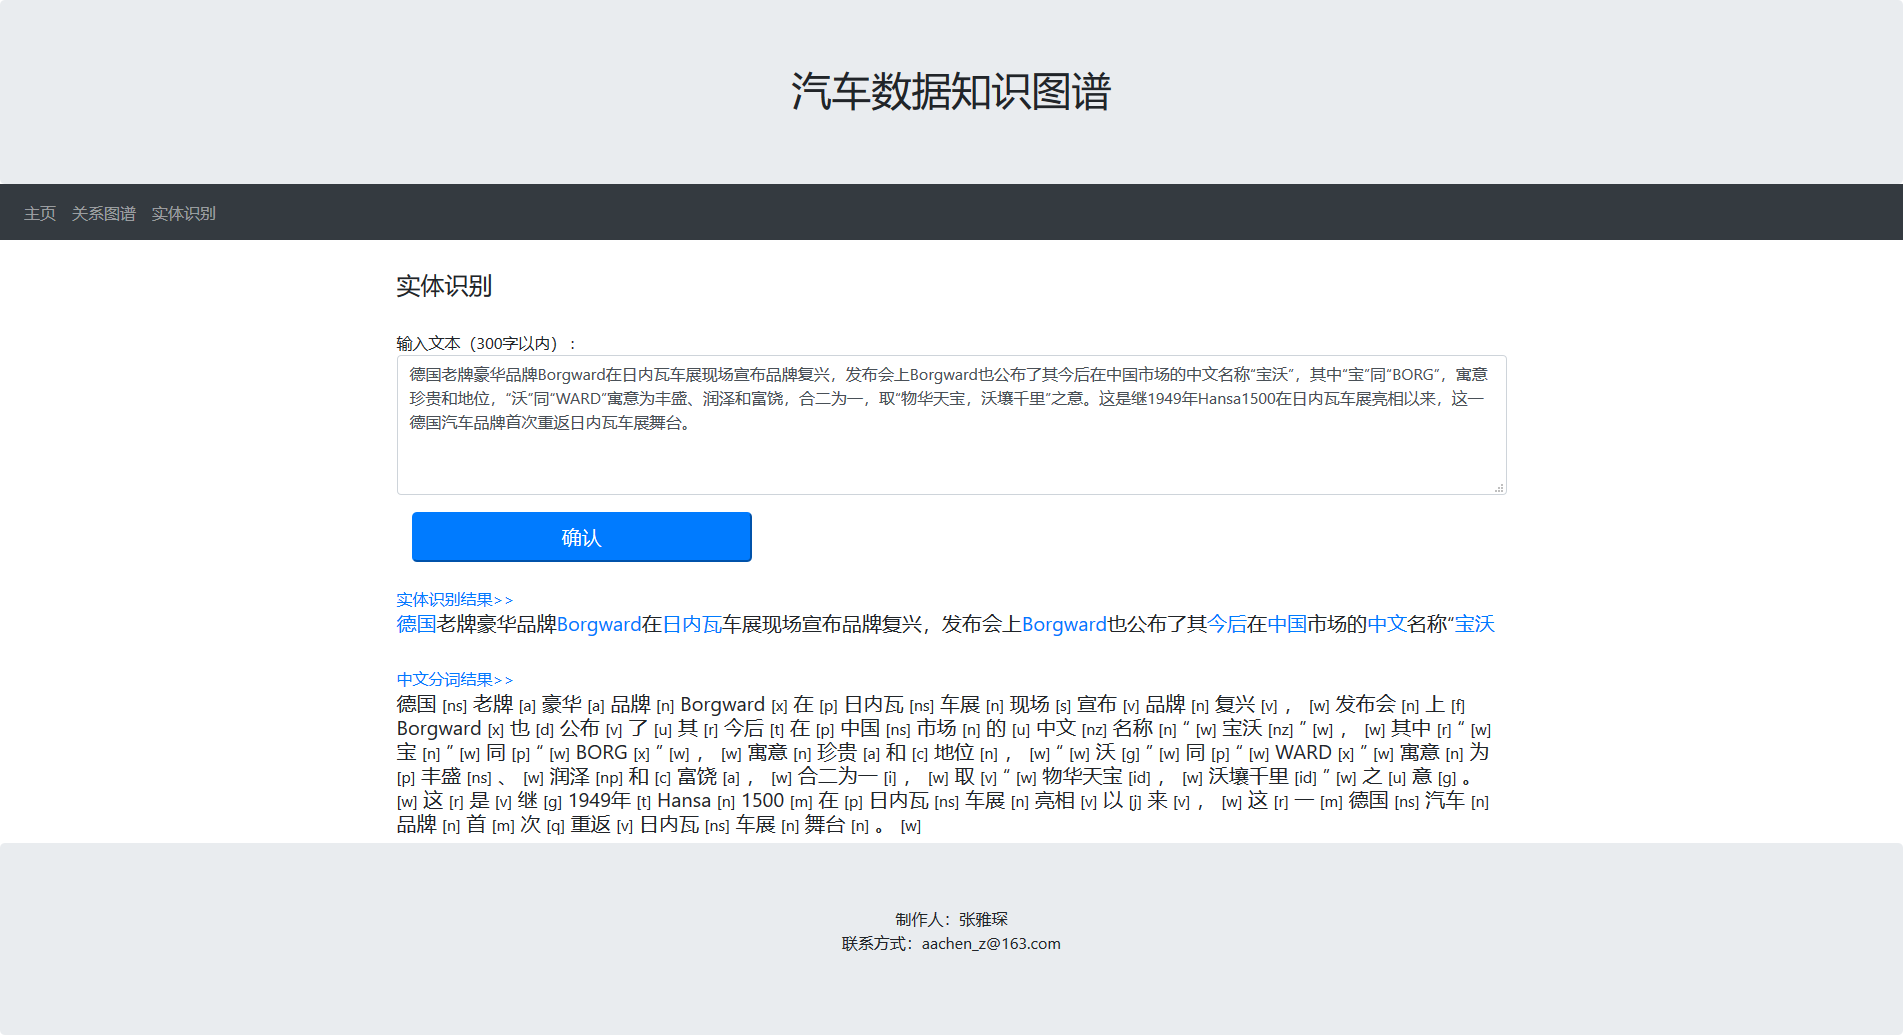 汽车数据知识图谱
主页 关系图谱 实体识别
实体识别
输入文本（300字以内）：
德国老牌豪华品牌Borgward在日内瓦车展现场宣布品牌复兴，发布会上Borgward也公布了其今后在中国市场的中文名称“宝沃”，其中“宝”同“BORG”，寓意
珍贵和地位，“沃”同“WARD”寓意为丰盛、润泽和富饶，合二为一，取“物华天宝，沃壤千里”之意。这是继1949年Hansa1500在日内瓦车展亮相以来，这一
德国汽车品牌首次重返日内瓦车展舞台。
确认
实体识别结果>>
德国老牌豪华品牌Borgward在日内瓦车展现场宣布品牌复兴，发布会上Borgward也公布了其今后在中国市场的中文名称“宝沃
中文分词结果>>
德国 [ns] 老牌 [a] 豪华 [a] 品牌 [n] Borgward [x] 在 [p] 日内瓦 [ns] 车展 [n] 现场 [s] 宣布 [v] 品牌 [n] 复兴 [v] ， [w] 发布会 [n] 上 [f]
Borgward [x] 也 [d] 公布 [v] 了 [u] 其 [r] 今后 [t] 在 [p] 中国 [ns] 市场 [n] 的 [u] 中文 [nz] 名称 [n] “ [w] 宝沃 [nz] ” [w] ， [w] 其中 [r] “ [w]
宝 [n] ” [w] 同 [p] “ [w] BORG [x] ” [w] ， [w] 寓意 [n] 珍贵 [a] 和 [c] 地位 [n] ， [w] “ [w] 沃 [g] ” [w] 同 [p] “ [w] WARD [x] ” [w] 寓意 [n] 为
[p] 丰盛 [ns] 、 [w] 润泽 [np] 和 [c] 富饶 [a] ， [w] 合二为一 [i] ， [w] 取 [v] “ [w] 物华天宝 [id] ， [w] 沃壤千里 [id] ” [w] 之 [u] 意 [g] 。
[w] 这 [r] 是 [v] 继 [g] 1949年 [t] Hansa [n] 1500 [m] 在 [p] 日内瓦 [ns] 车展 [n] 亮相 [v] 以 [j] 来 [v] ， [w] 这 [r] 一 [m] 德国 [ns] 汽车 [n]
品牌 [n] 首 [m] 次 [q] 重返 [v] 日内瓦 [ns] 车展 [n] 舞台 [n] 。 [w]
制作人：张雅琛
联系方式：aachen_z@163.com